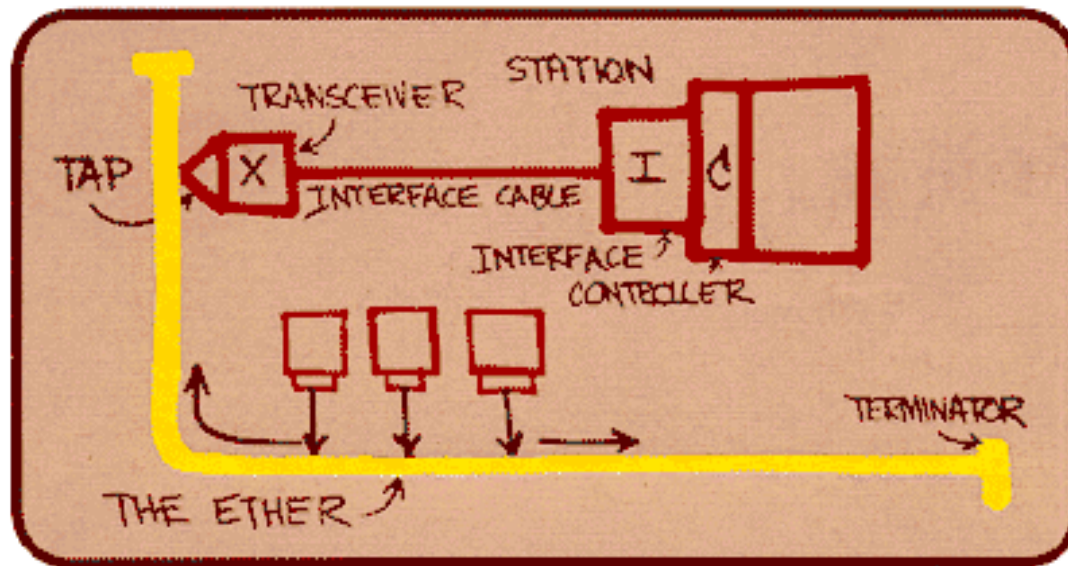 STATION
TRANSCEIVER
TAP
X
I
C
INTERFACE CABLE
INTERFACE
CONTROLLER
TERMINATOR
THE ETHER